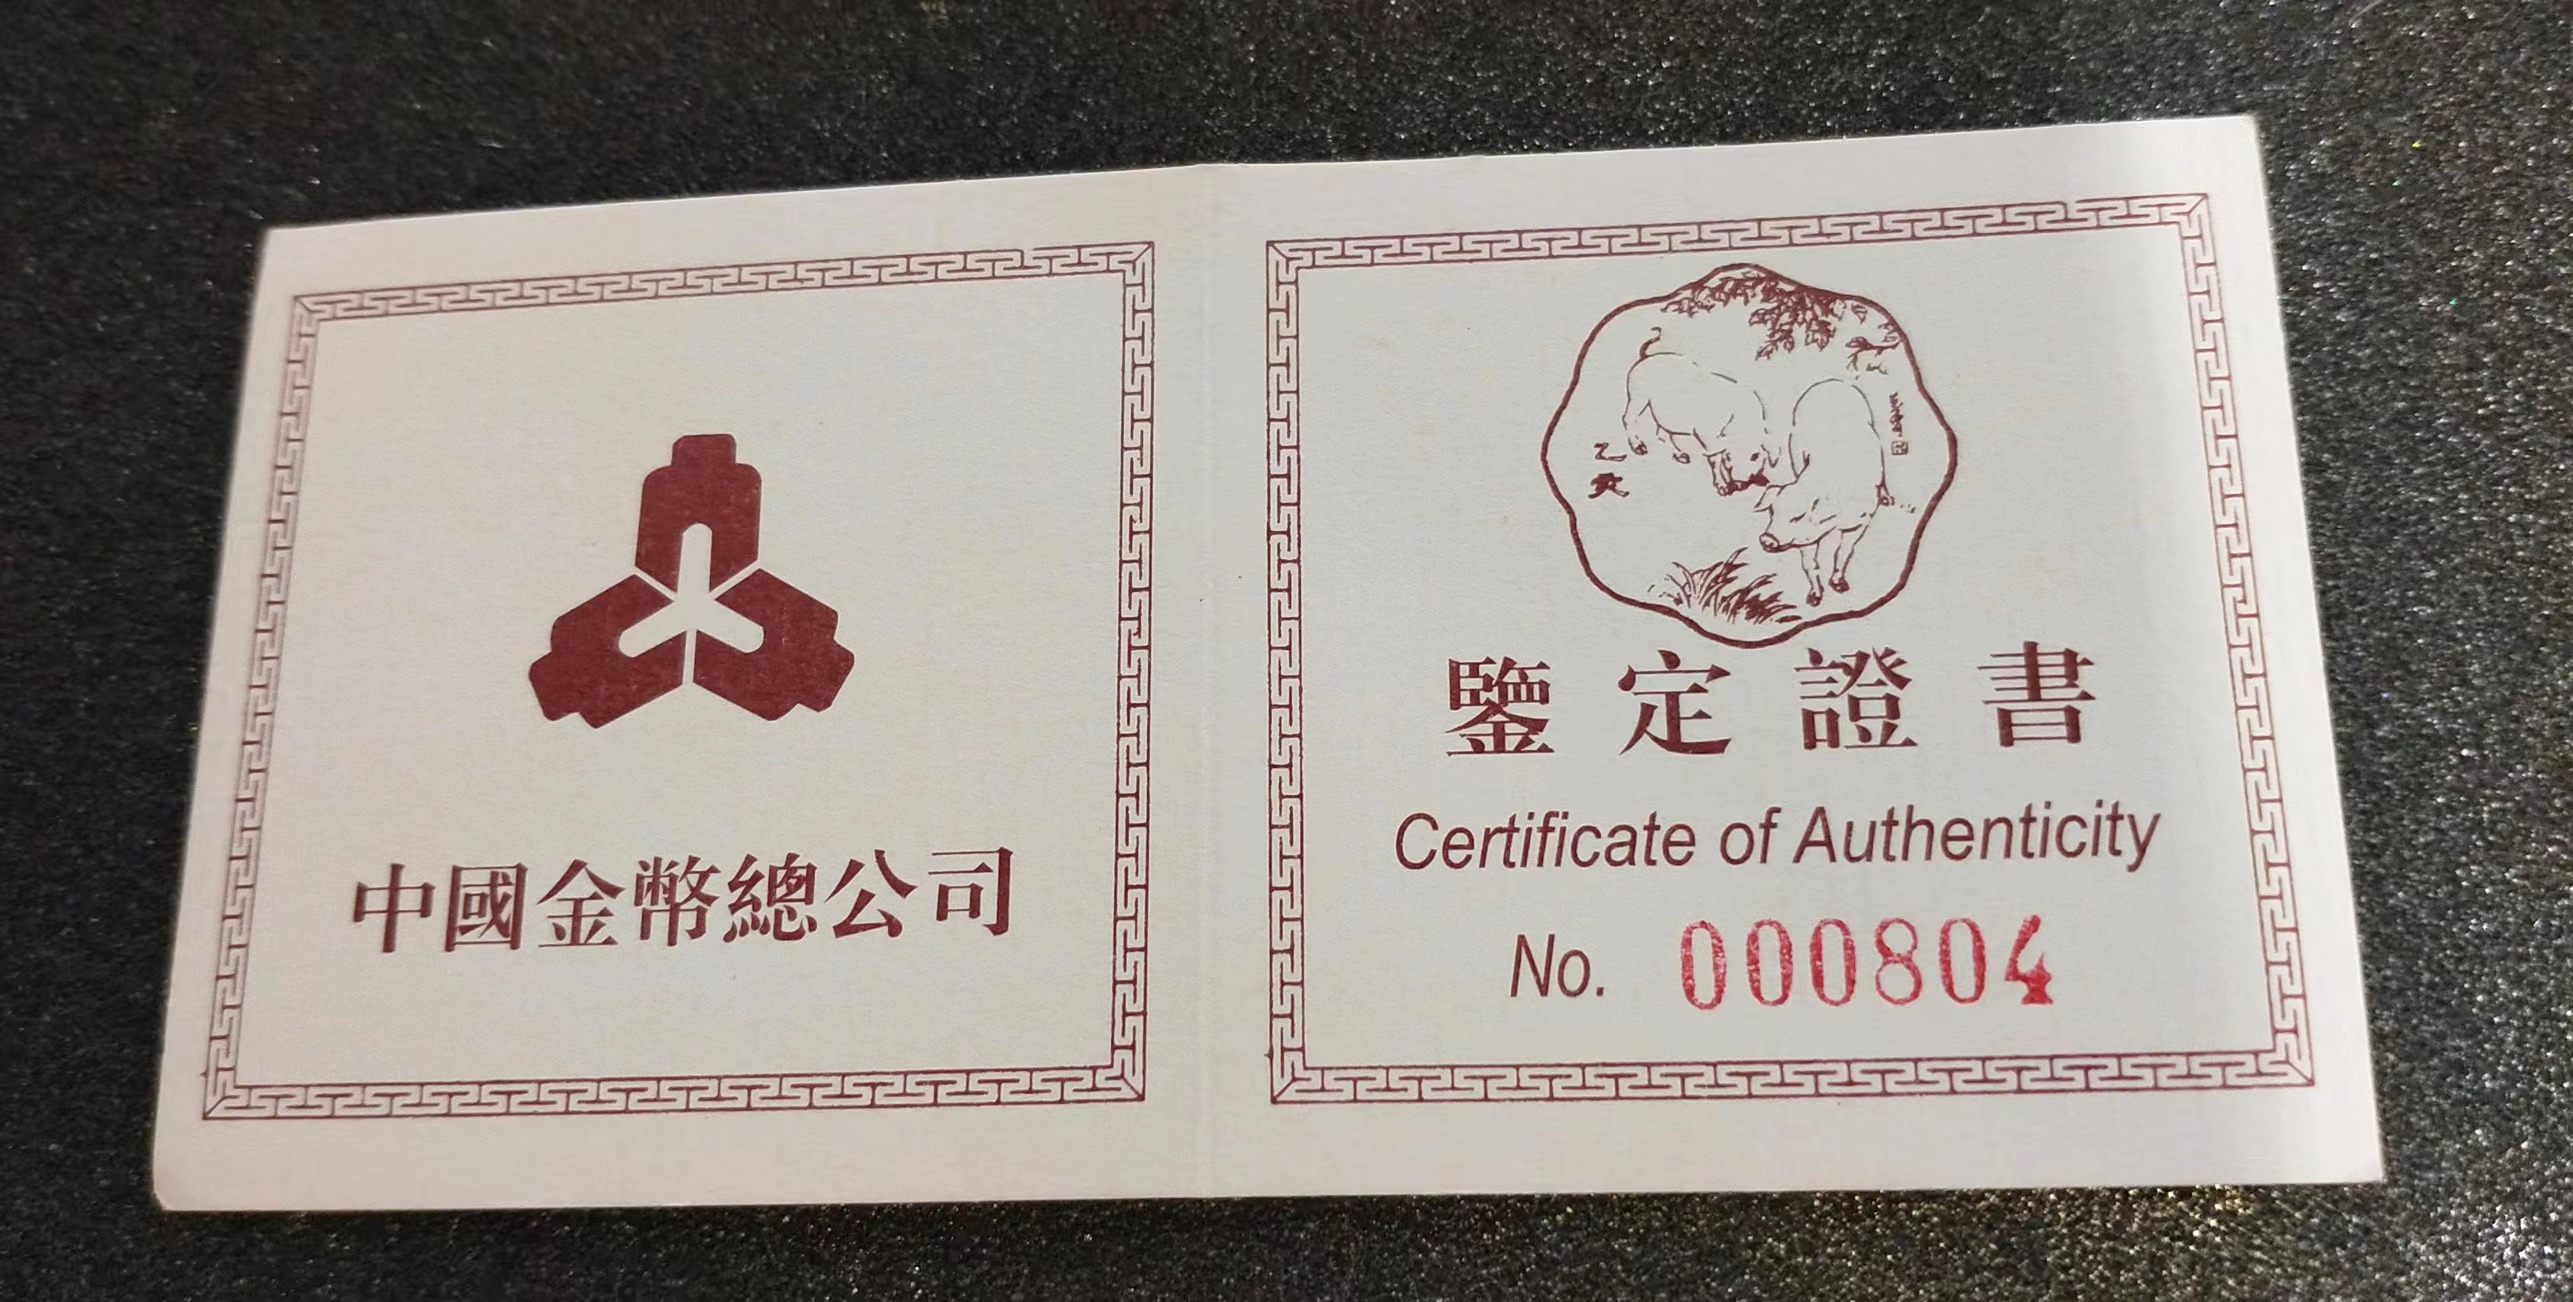 中國金幣總公司
乙亥
鑒定證書
Certificate of Authenticity
No. 000804